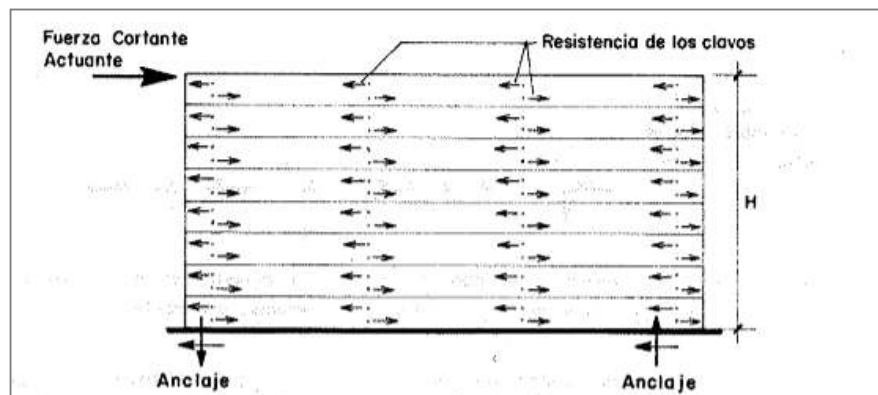 Fuerza Cortante
Actuante
Resistencia de los clavos
H
Anclaje
Anclaje